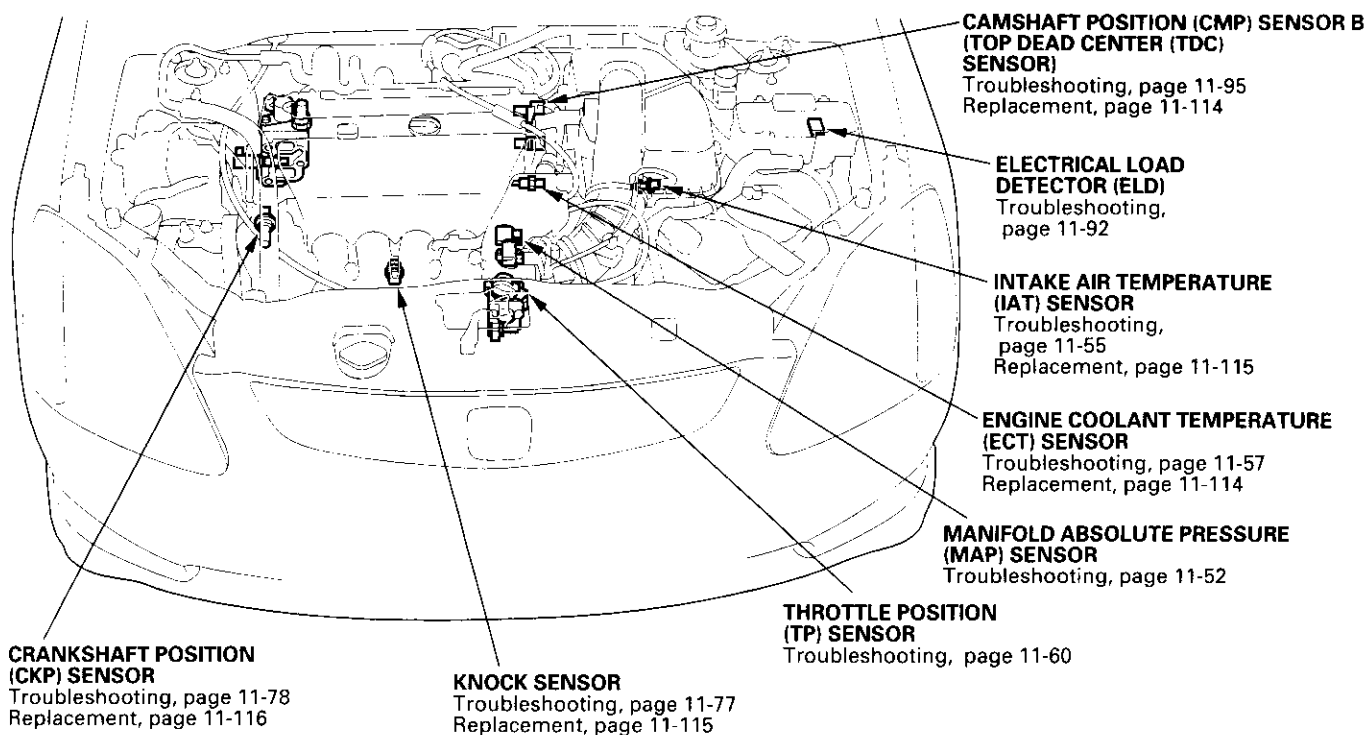 CAMSHAFT POSITION (CMP) SENSOR B
(TOP DEAD CENTER (TDC)
SENSOR)
Troubleshooting, page 11-95
Replacement, page 11-114
ELECTRICAL LOAD
DETECTOR (ELD)
Troubleshooting,
page 11-92
INTAKE AIR TEMPERATURE
(IAT) SENSOR
Troubleshooting,
page 11-55
Replacement, page 11-115
ENGINE COOLANT TEMPERATURE
(ECT) SENSOR
Troubleshooting, page 11-57
Replacement, page 11-114
MANIFOLD ABSOLUTE PRESSURE
(MAP) SENSOR
Troubleshooting, page 11-52
THROTTLE POSITION
(TP) SENSOR
Troubleshooting, page 11-60
KNOCK SENSOR
Troubleshooting, page 11-77
Replacement, page 11-115
CRANKSHAFT POSITION
(CKP) SENSOR
Troubleshooting, page 11-78
Replacement, page 11-116